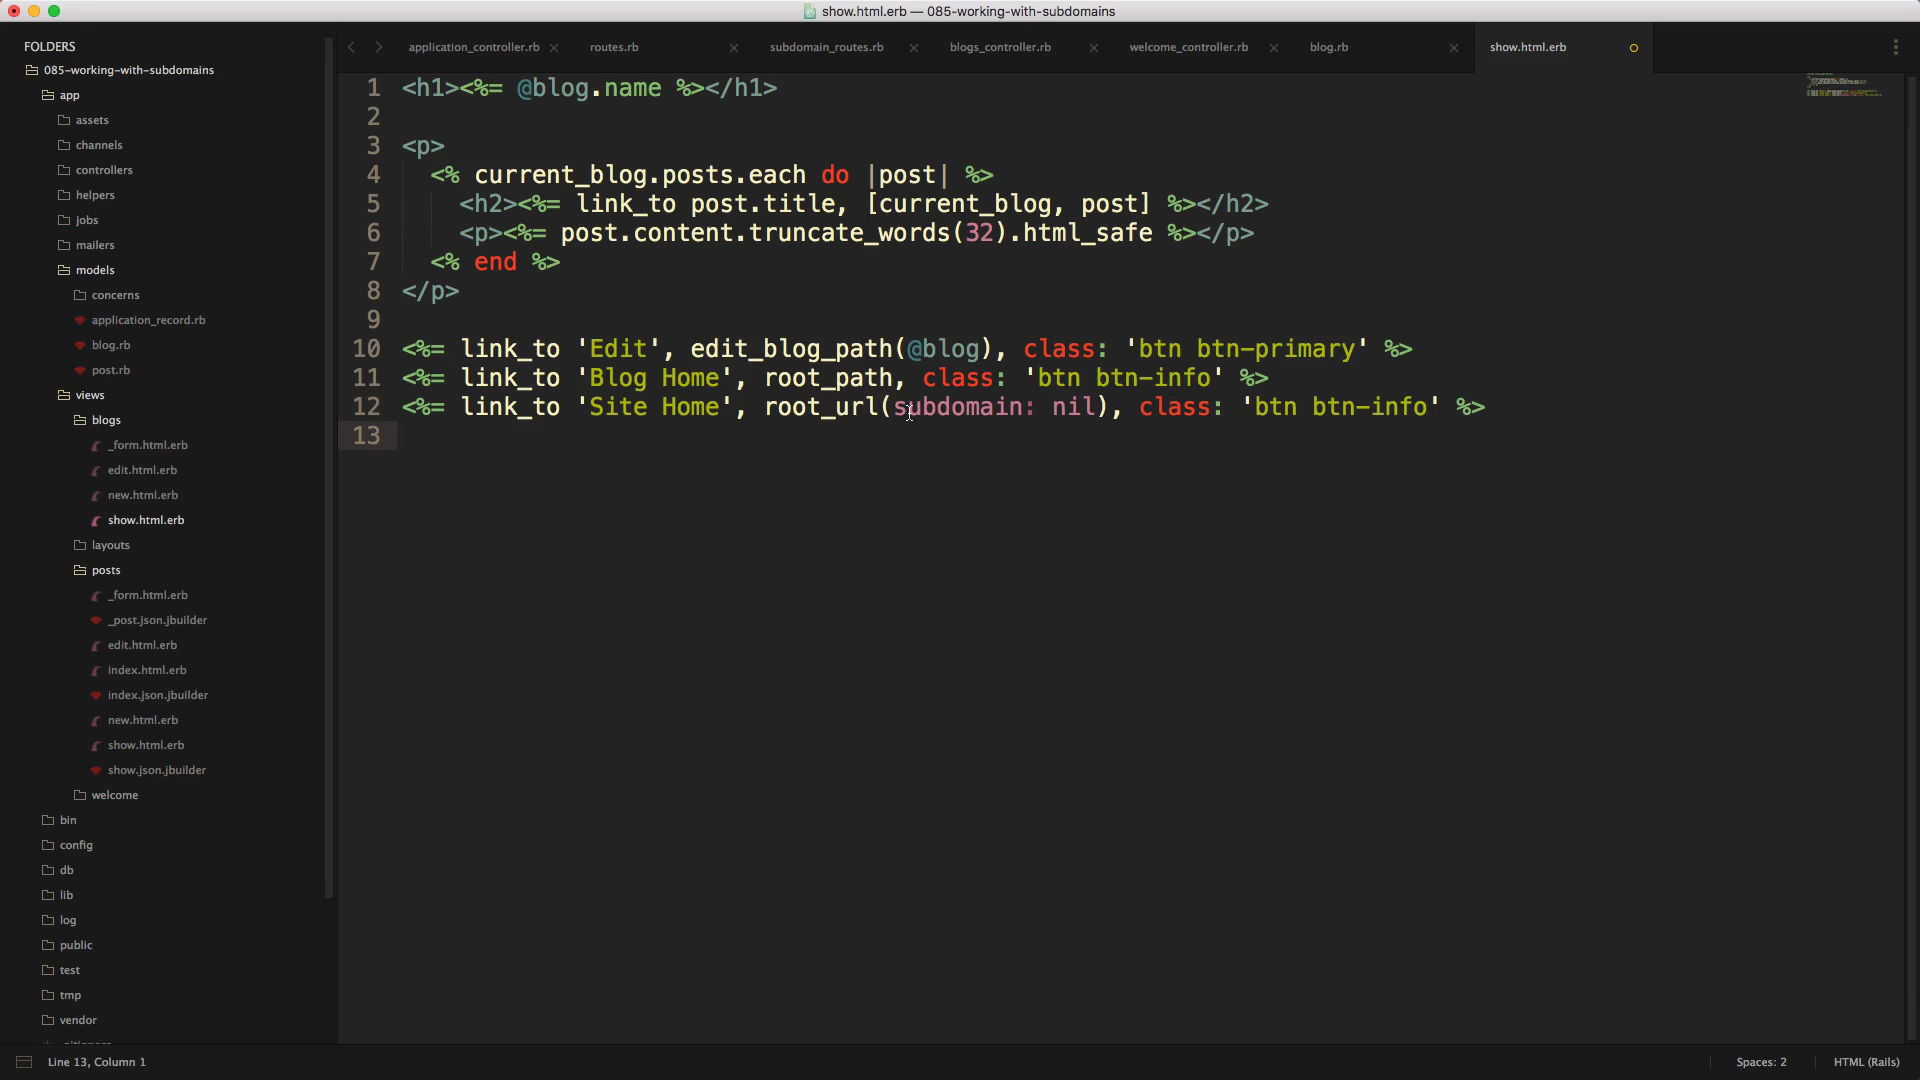 show.html.erb — 085-working-with-subdomains
FOLDERS
085-working-with-subdomains
app
assets
channels
controllers
helpers
jobs
mailers
models
concerns
application_record.rb
blog.rb
post.rb
views
blogs
_form.html.erb
edit.html.erb
new.html.erb
show.html.erb
layouts
posts
_form.html.erb
_post.json.jbuilder
edit.html.erb
index.html.erb
index.json.jbuilder
new.html.erb
show.html.erb
show.json.jbuilder
welcome
bin
config
db
lib
log
public
test
tmp
vendor
application_controller.rb
routes.rb
subdomain_routes.rb
blogs_controller.rb
welcome_controller.rb
blog.rb
show.html.erb
1 <h1><%= @blog.name %></h1>
2
3 <p>
4 <% current_blog.posts.each do |post| %>
5 <h2><%= link_to post.title, [current_blog, post] %></h2>
6 <p><%= post.content.truncate_words(32).html_safe %></p>
7 <% end %>
8 </p>
9
10 <%= link_to 'Edit', edit_blog_path(@blog), class: 'btn btn-primary' %>
11 <%= link_to 'Blog Home', root_path, class: 'btn btn-info' %>
12 <%= link_to 'Site Home', root_url(subdomain: nil), class: 'btn btn-info' %>
13
Line 13, Column 1
Spaces: 2
HTML (Rails)